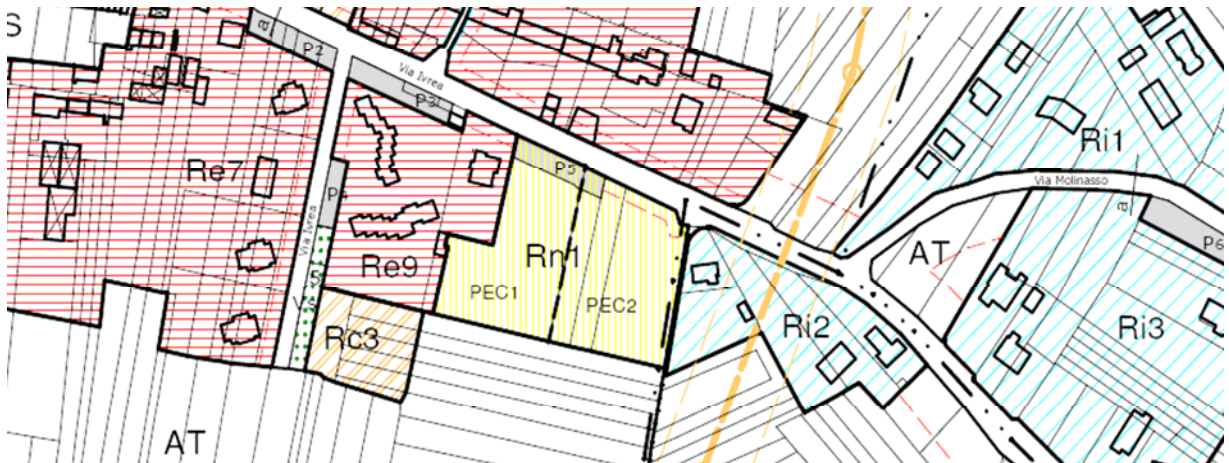 S
a
P2
Via Ivrea
P3
Re7
P4
Via Ivrea
Re9
P5
Rn1
PEC1
PEC2
Rc3
AT
Ri1
Via Molinasso
a
P6
AT
Ri2
Ri3